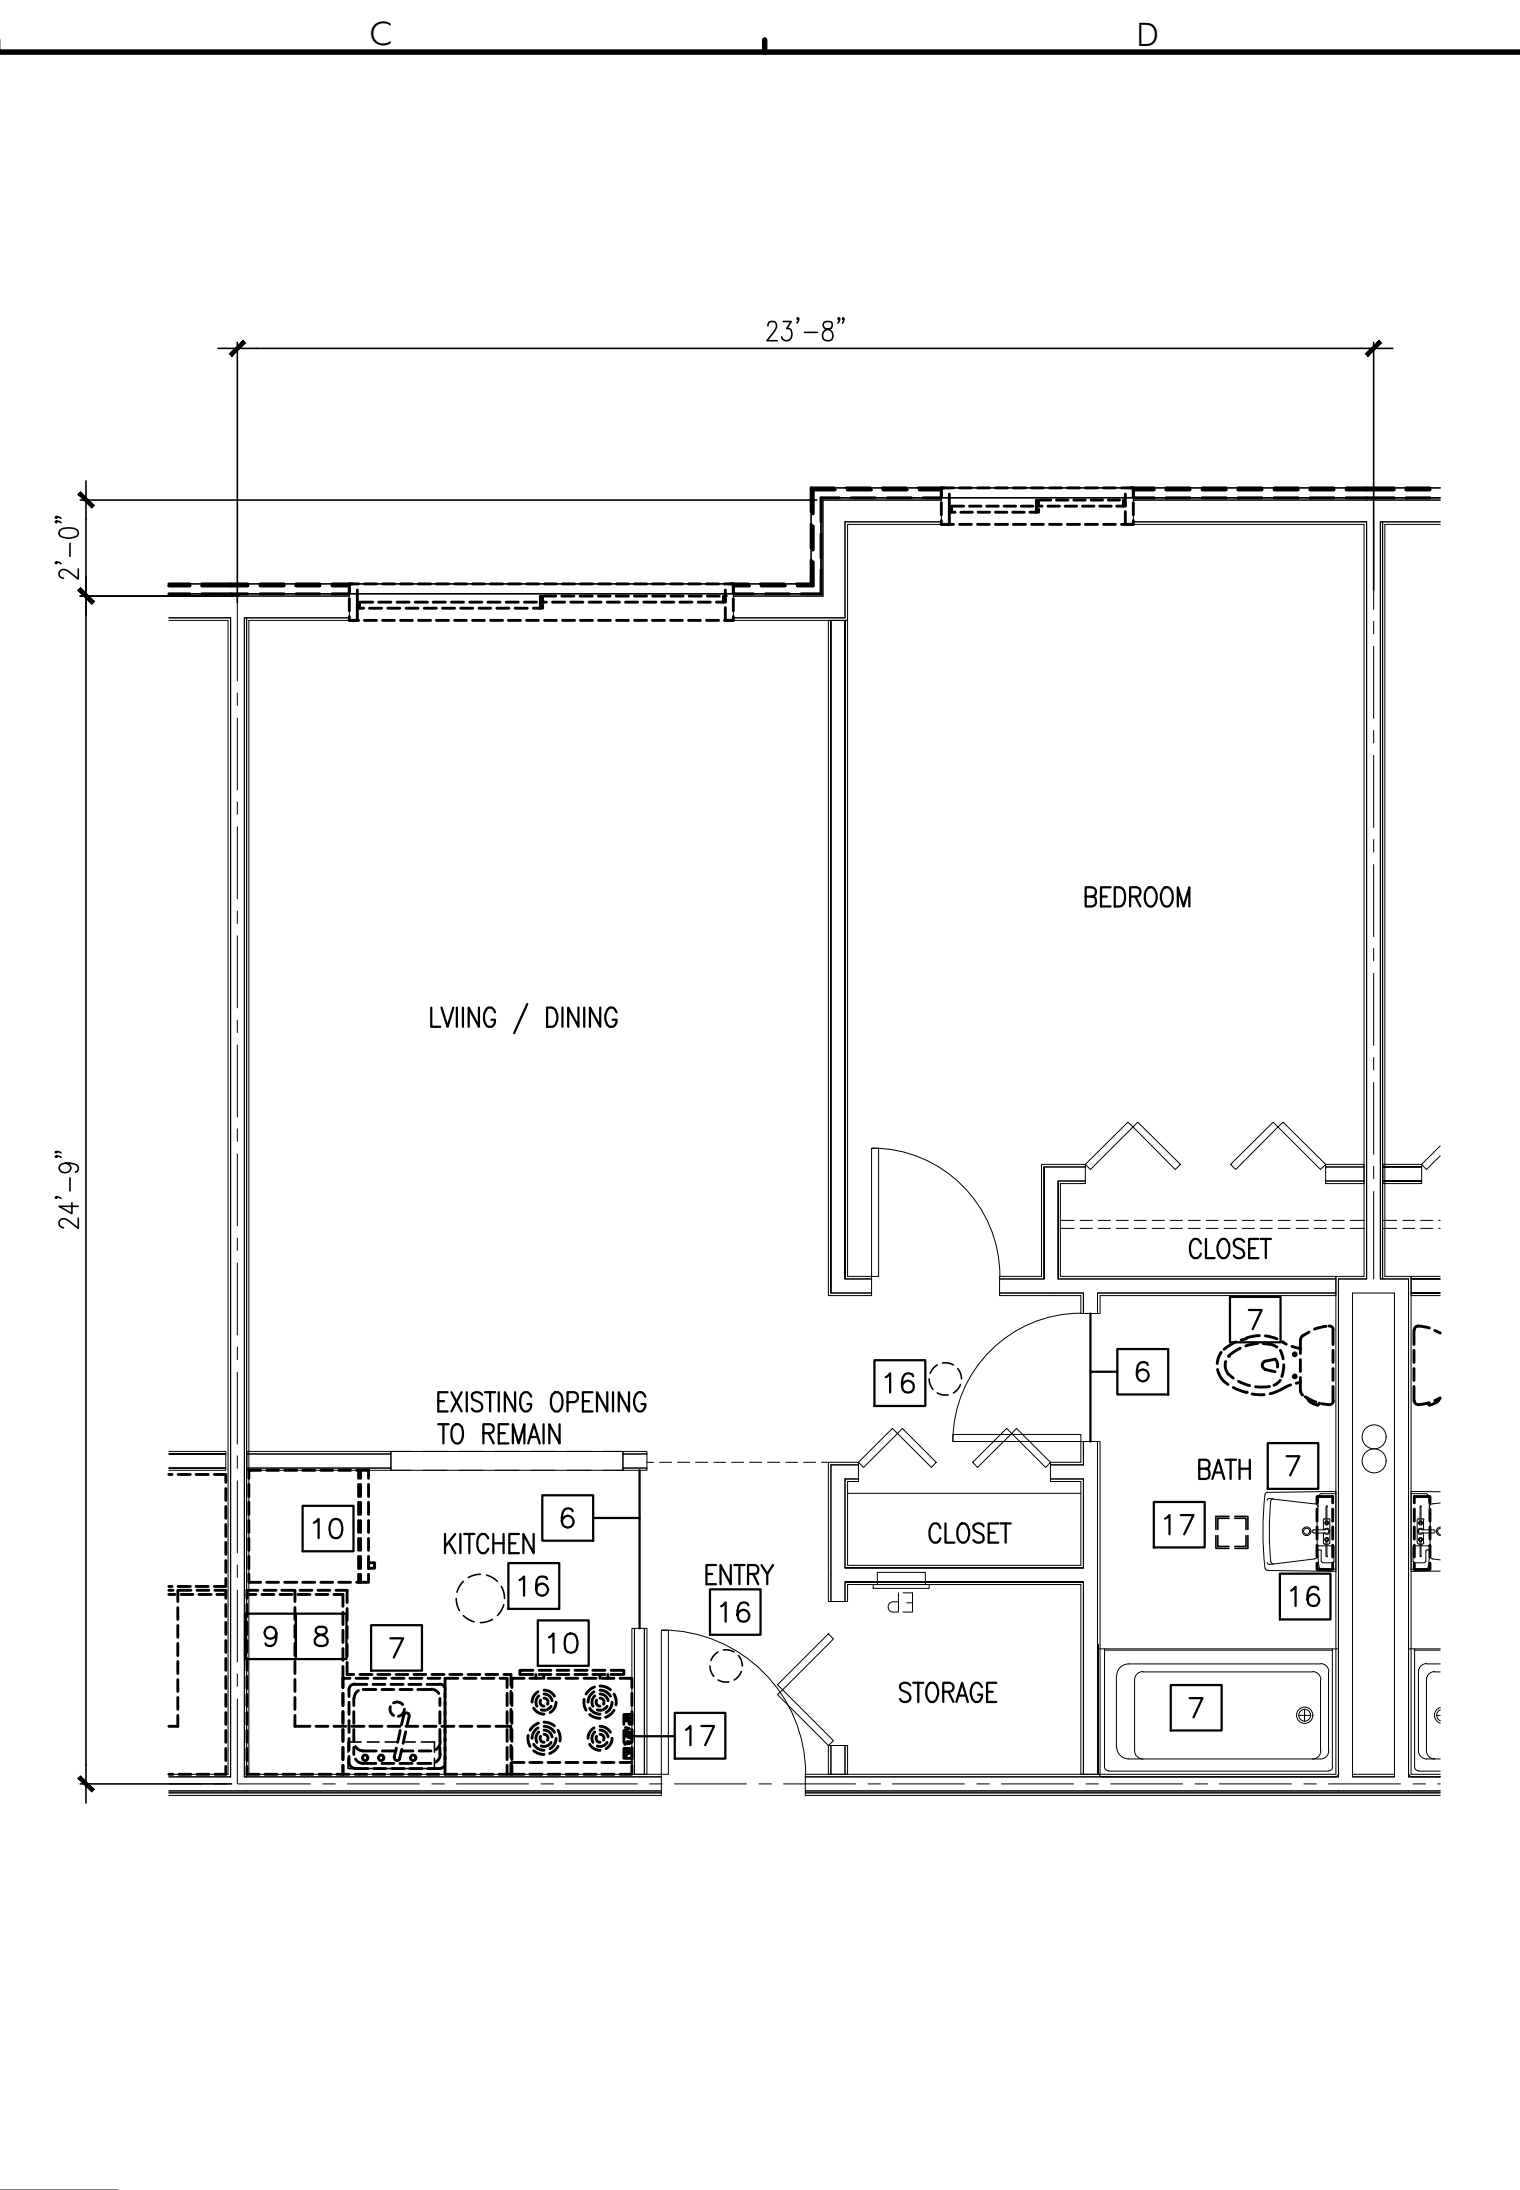 C
D
23'-8"
2'-0"
BEDROOM
LVIING / DINING
24'-9"
CLOSET
7
16
6
EXISTING OPENING
TO REMAIN
BATH
7
10
6
17
KITCHEN
CLOSET
16
ENTRY
16
EP
16
9
8
7
10
STORAGE
7
17